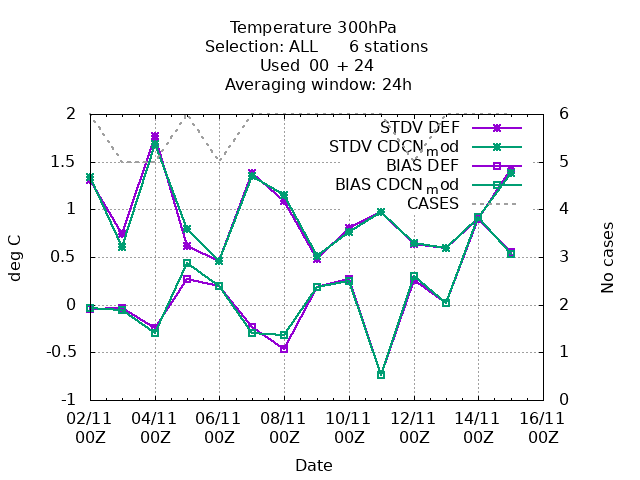 Temperature 300hPa
Selection: ALL 6 stations
Used 00 + 24
Averaging window: 24h
2
1.5
1
0.5
0
-0.5
-1
deg C
6
5
4
3
2
1
0
No cases
STDV DEF
STDV CDCN_mod
BIAS DEF
BIAS CDCN_mod
CASES
02/11 04/11 06/11 08/11 10/11 12/11 14/11 16/11
00Z 00Z 00Z 00Z 00Z 00Z 00Z 00Z
Date